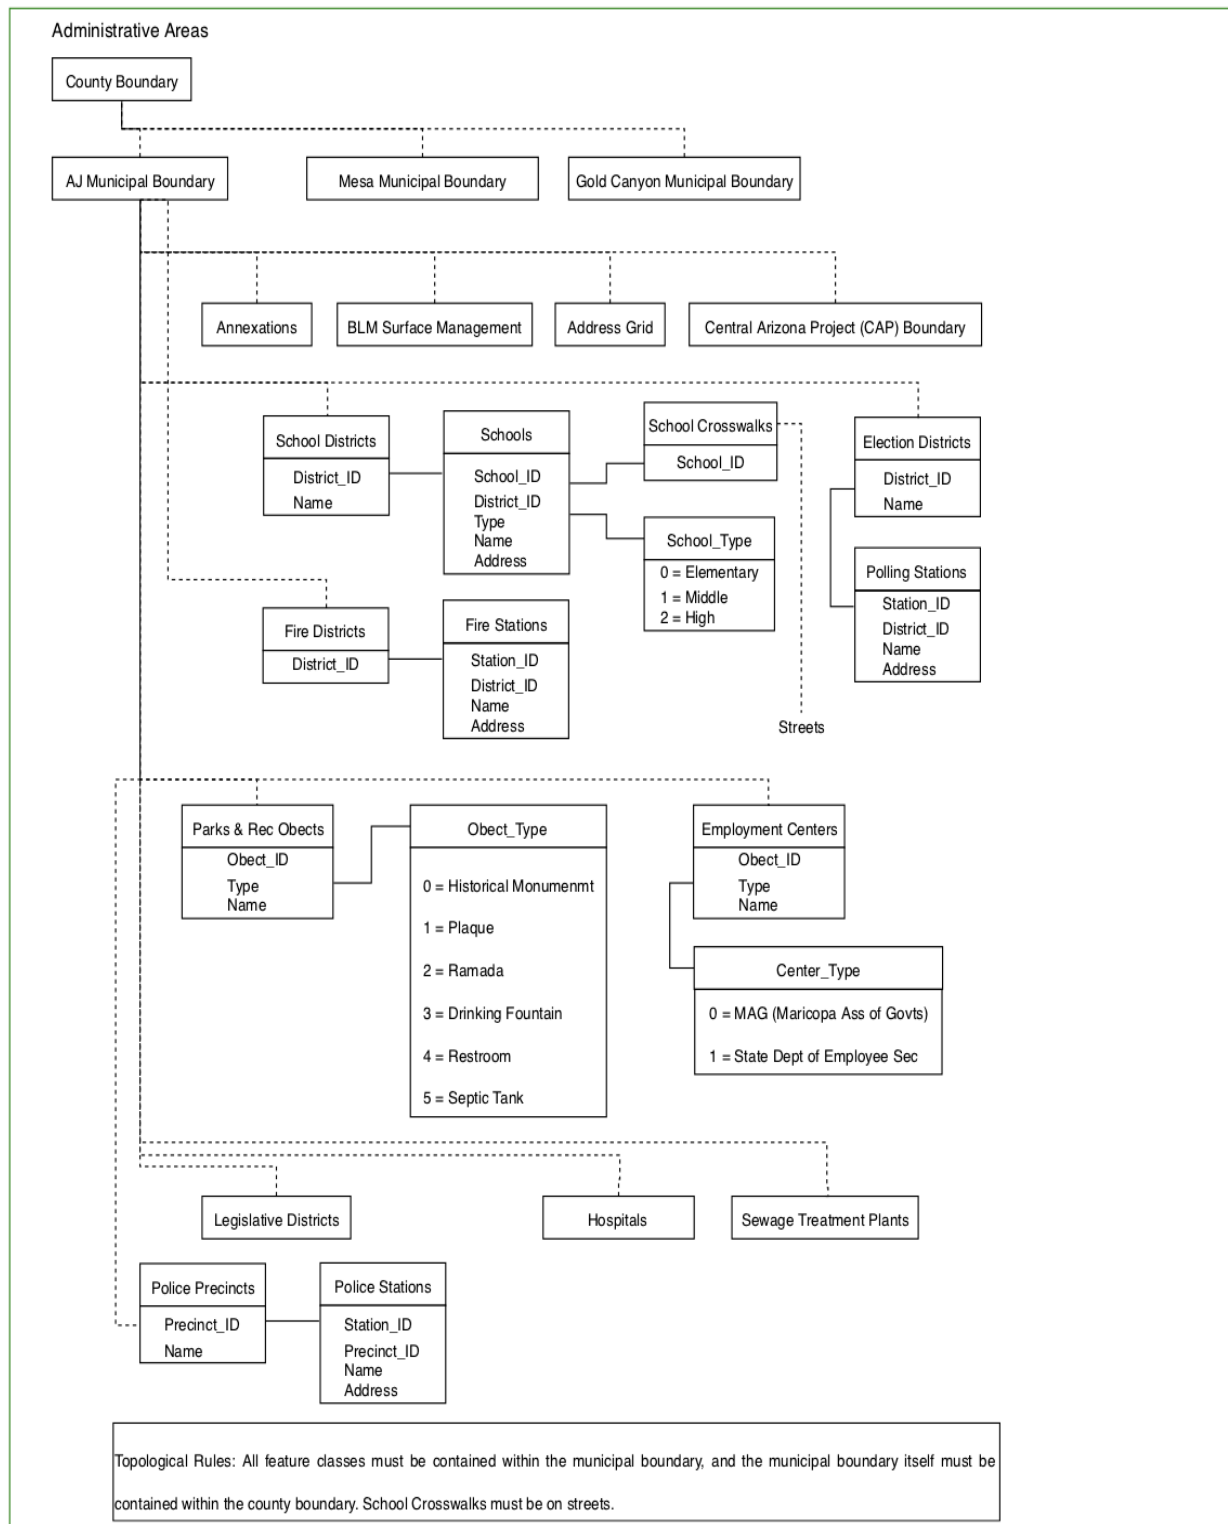 Administrative Areas
County Boundary
AJ Municipal Boundary
Mesa Municipal Boundary
Gold Canyon Municipal Boundary
Annexations
BLM Surface Management
Address Grid
Central Arizona Project (CAP) Boundary
School Districts
District_ID
Name
Schools
School_ID
District_ID
Type
Name
Address
School Crosswalks
School_ID
School_Type
0 = Elementary
1 = Middle
2 = High
Election Districts
District_ID
Name
Polling Stations
Station_ID
District_ID
Name
Address
Fire Districts
District_ID
Fire Stations
Station_ID
District_ID
Name
Address
Streets
Parks & Rec Obects
Obect_ID
Type
Name
Obect_Type
0 = Historical Monumenmt
1 = Plaque
2 = Ramada
3 = Drinking Fountain
4 = Restroom
5 = Septic Tank
Employment Centers
Obect_ID
Type
Name
Center_Type
0 = MAG (Maricopa Ass of Govts)
1 = State Dept of Employee Sec
Legislative Districts
Hospitals
Sewage Treatment Plants
Police Precincts
Precinct_ID
Name
Police Stations
Station_ID
Precinct_ID
Name
Address
Topological Rules: All feature classes must be contained within the municipal boundary, and the municipal boundary itself must be
contained within the county boundary. School Crosswalks must be on streets.